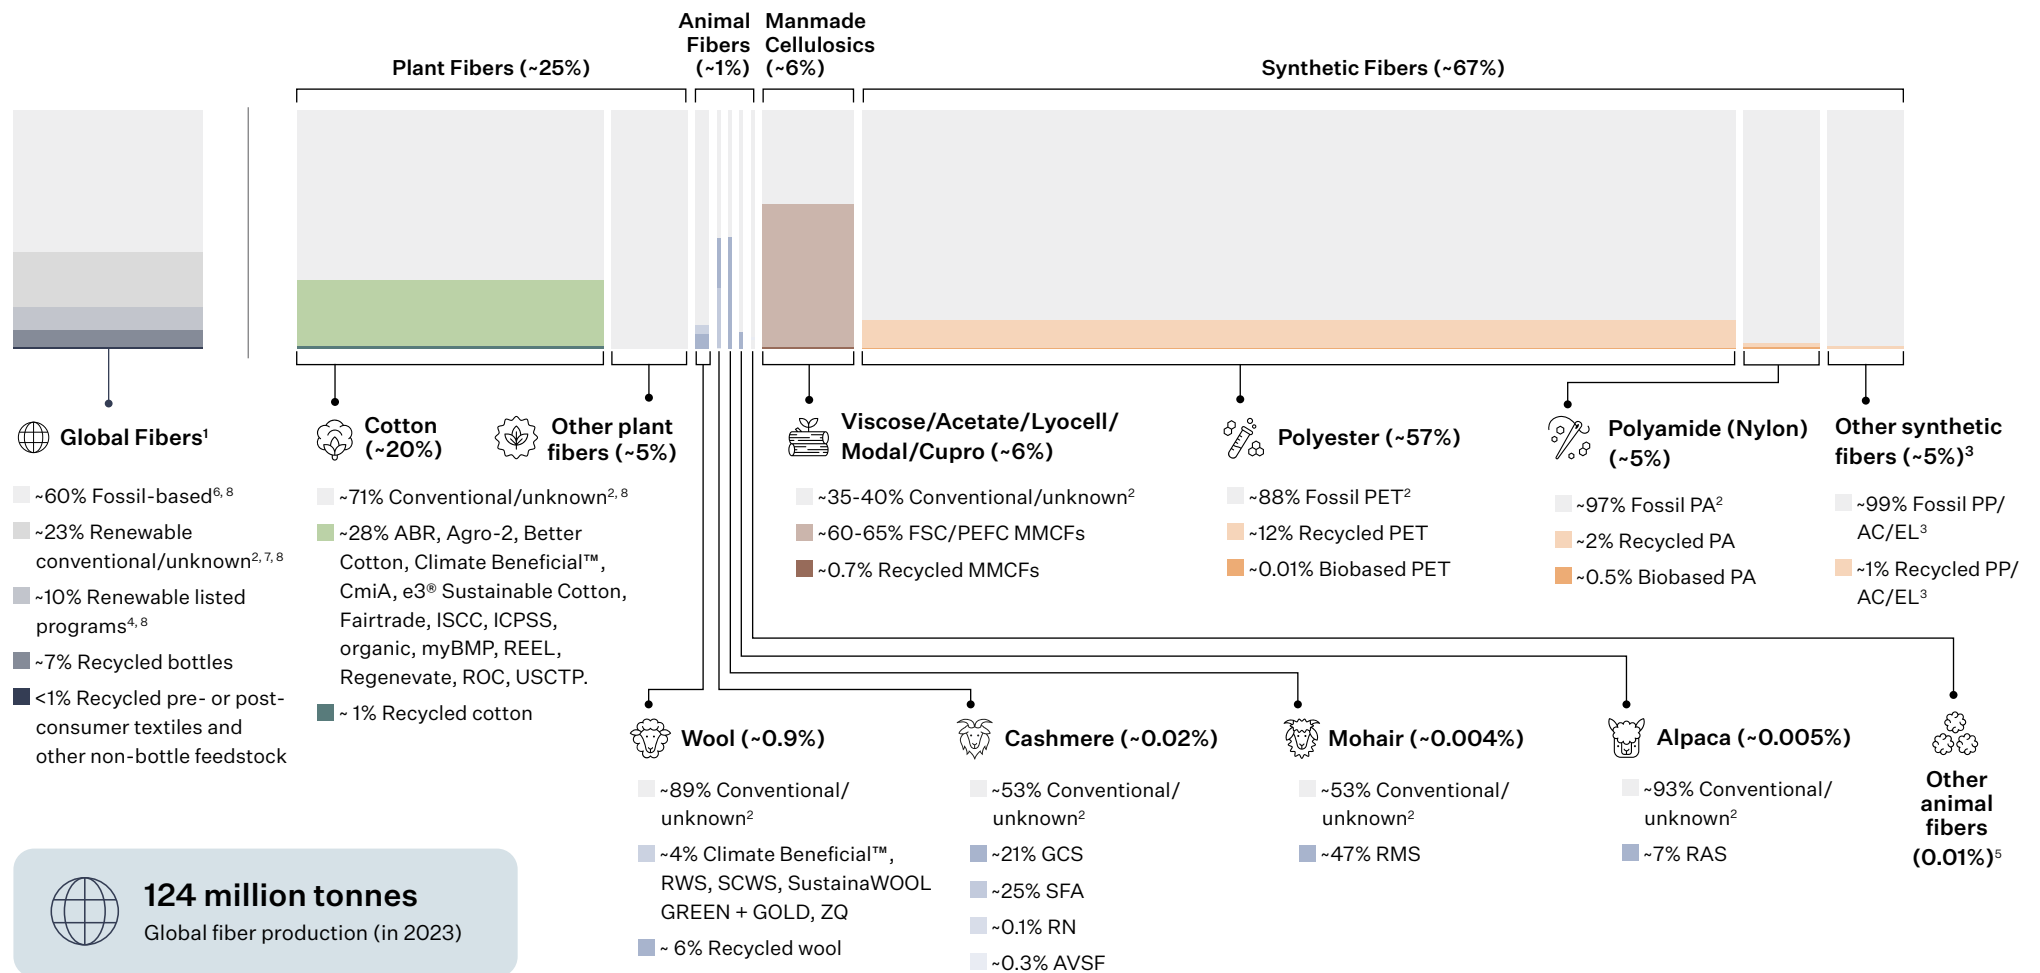 Animal
Fibers
(~1%)
Manmade
Cellulosics
(~6%)
Plant Fibers (~25%)
Synthetic Fibers (~67%)
Global Fibers1
~60% Fossil-based6, 8
~23% Renewable
conventional/unknown2, 7, 8
~10% Renewable listed
programs4, 8
~7% Recycled bottles
<1% Recycled pre- or post-
consumer textiles and
other non-bottle feedstock
Cotton
(~20%)
~71% Conventional/unknown2, 8
~28% ABR, Agro-2, Better
Cotton, Climate Beneficial™,
CmiA, e3® Sustainable Cotton,
Fairtrade, ISCC, ICPSS,
organic, myBMP, REEL,
Regenevate, ROC, USCTP.
~ 1% Recycled cotton
Other plant
fibers (~5%)
Viscose/Acetate/Lyocell/
Modal/Cupro (~6%)
~35-40% Conventional/unknown2
~60-65% FSC/PEFC MMCFs
~0.7% Recycled MMCFs
Polyester (~57%)
~88% Fossil PET2
~12% Recycled PET
~0.01% Biobased PET
Polyamide (Nylon)
(~5%)
~97% Fossil PA2
~2% Recycled PA
~0.5% Biobased PA
Other synthetic
fibers (~5%)3
~99% Fossil PP/
AC/EL3
~1% Recycled PP/
AC/EL3
Wool (~0.9%)
~89% Conventional/
unknown2
~4% Climate Beneficial™,
RWS, SCWS, SustainaWOOL
GREEN + GOLD, ZQ
~ 6% Recycled wool
Cashmere (~0.02%)
~53% Conventional/
unknown2
~21% GCS
~25% SFA
~0.1% RN
~0.3% AVSF
Mohair (~0.004%)
~53% Conventional/
unknown2
~47% RMS
Alpaca (~0.005%)
~93% Conventional/
unknown2
~7% RAS
Other
animal
fibers
(0.01%)5
124 million tonnes
Global fiber production (in 2023)